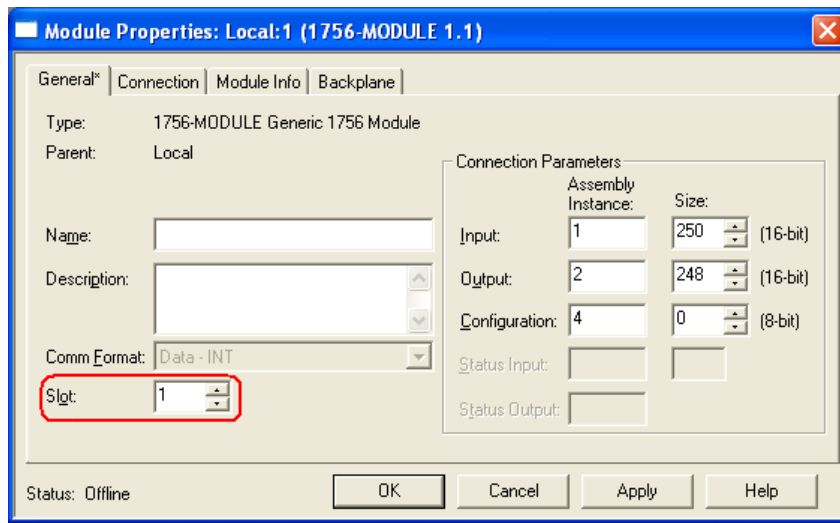 Module Properties: Local:1 (1756-MODULE 1.1)
General* Connection Module Info Backplane
Type: 1756-MODULE Generic 1756 Module
Parent: Local
Name:
Description:
Comm Format: Data - INT
Slot: 1
Connection Parameters
Assembly Instance: Size:
Input: 1 250 (16-bit)
Output: 2 248 (16-bit)
Configuration: 4 0 (8-bit)
Status Input:
Status Output:
Status: Offline
OK Cancel Apply Help